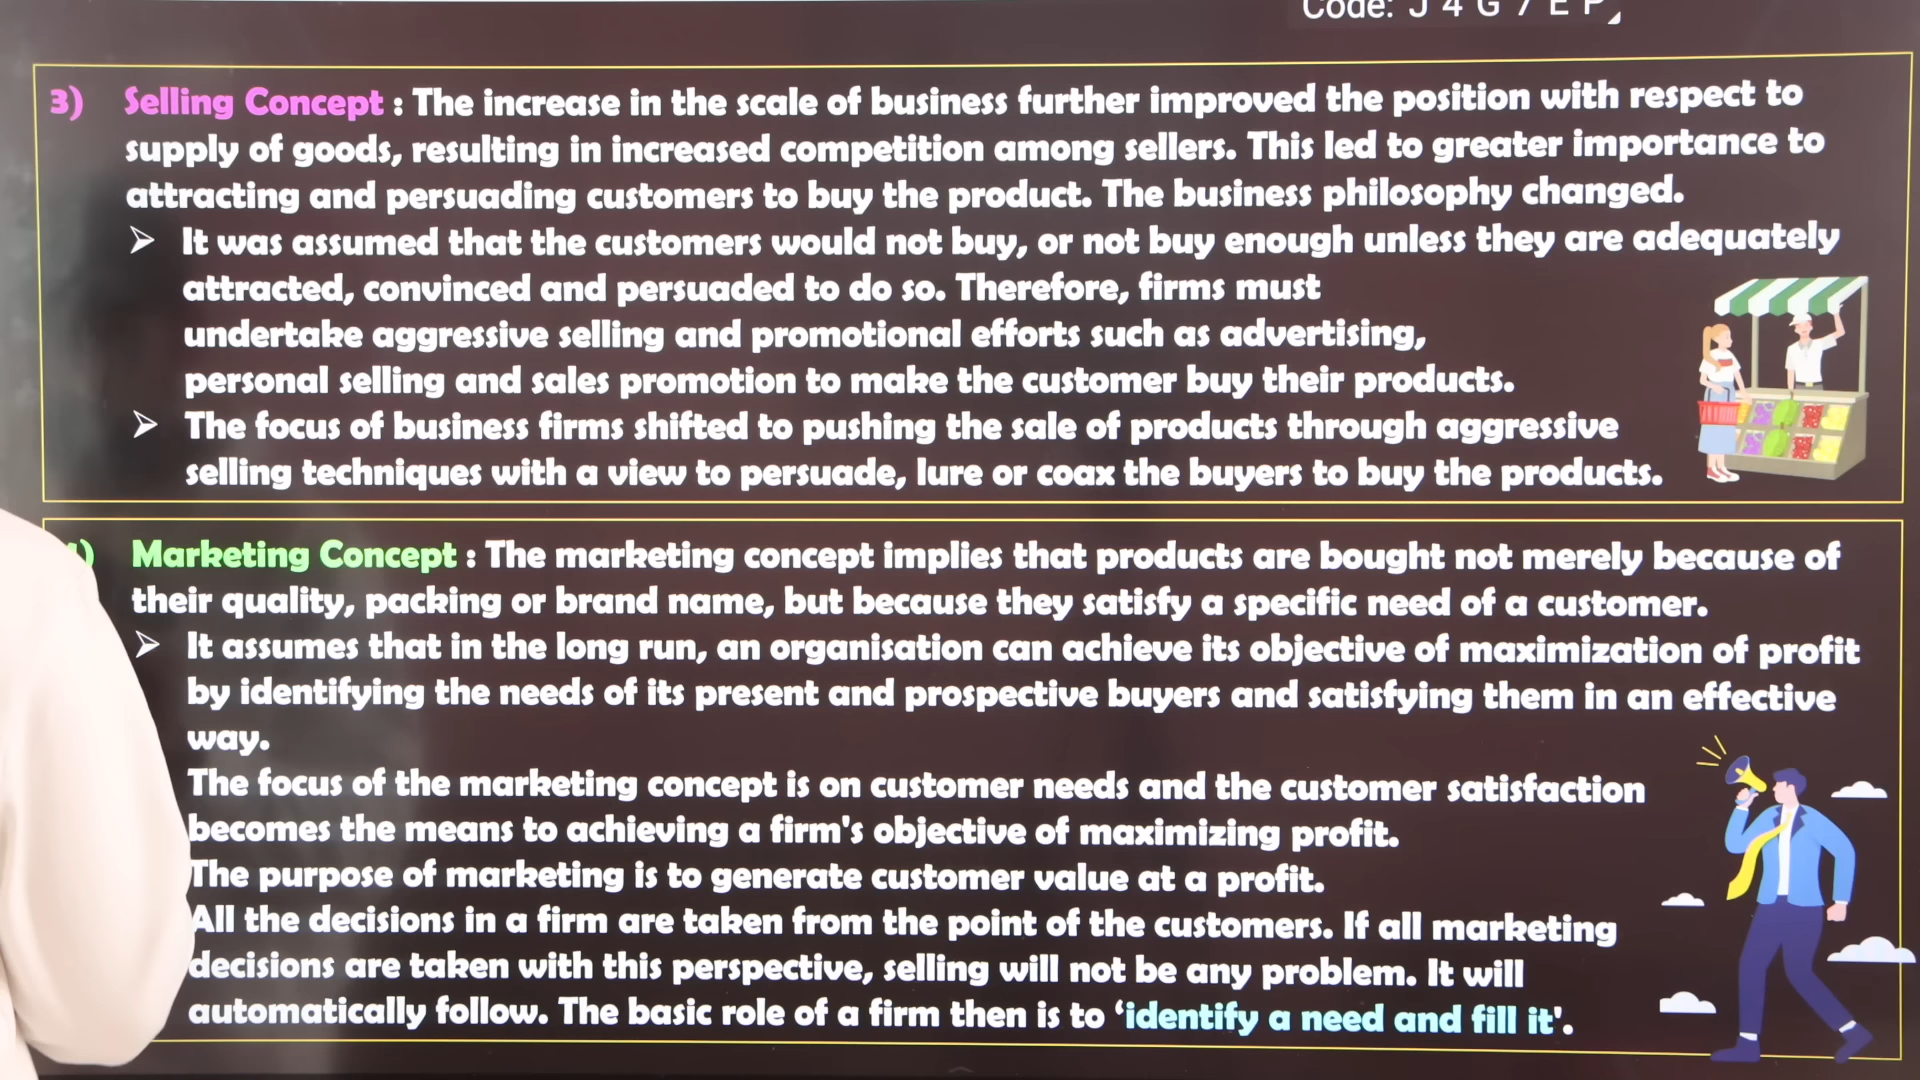 Code: J 4 G 7 E P
3) Selling Concept : The increase in the scale of business further improved the position with respect to
supply of goods, resulting in increased competition among sellers. This led to greater importance to
attracting and persuading customers to buy the product. The business philosophy changed.
➢ It was assumed that the customers would not buy, or not buy enough unless they are adequately
attracted, convinced and persuaded to do so. Therefore, firms must
undertake aggressive selling and promotional efforts such as advertising,
personal selling and sales promotion to make the customer buy their products.
➢ The focus of business firms shifted to pushing the sale of products through aggressive
selling techniques with a view to persuade, lure or coax the buyers to buy the products.
) Marketing Concept : The marketing concept implies that products are bought not merely because of
their quality, packing or brand name, but because they satisfy a specific need of a customer.
➢ It assumes that in the long run, an organisation can achieve its objective of maximization of profit
by identifying the needs of its present and prospective buyers and satisfying them in an effective
way.
The focus of the marketing concept is on customer needs and the customer satisfaction
becomes the means to achieving a firm's objective of maximizing profit.
The purpose of marketing is to generate customer value at a profit.
All the decisions in a firm are taken from the point of the customers. If all marketing
decisions are taken with this perspective, selling will not be any problem. It will
automatically follow. The basic role of a firm then is to ‘identify a need and fill it'.